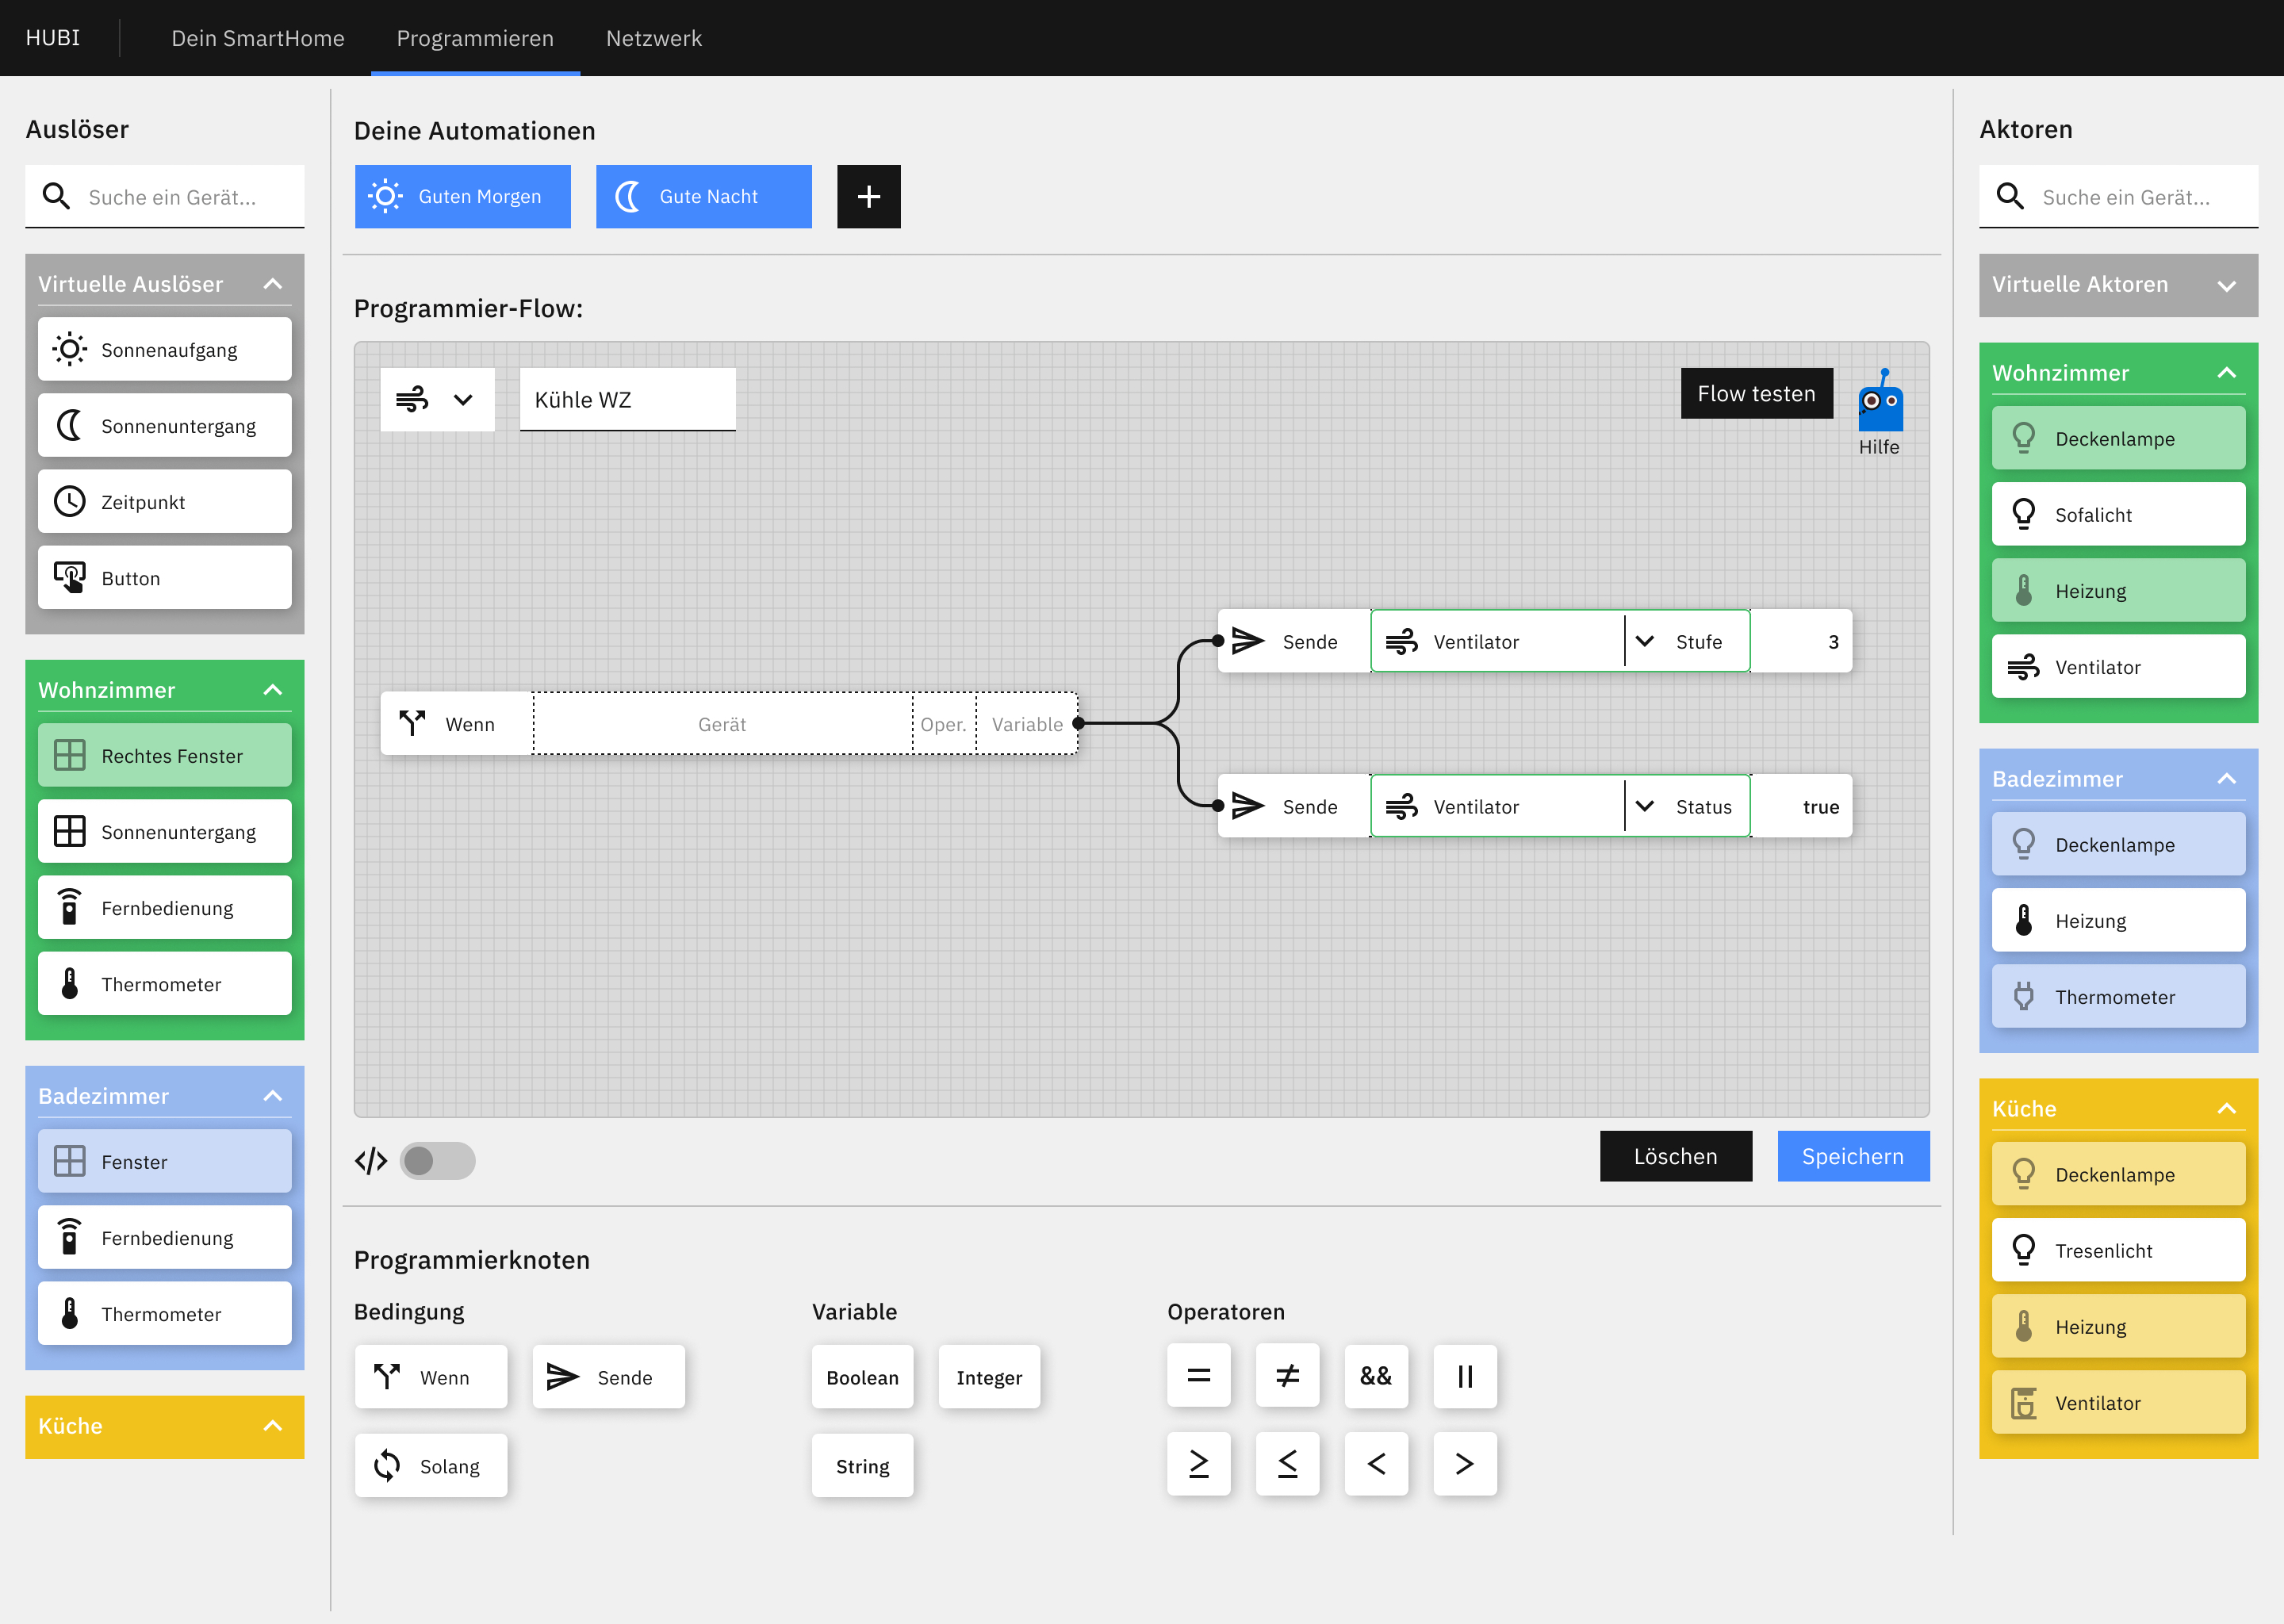 HUBI
Dein SmartHome
Programmieren
Netzwerk
Auslöser
Suche ein Gerät...
Virtuelle Auslöser
Sonnenaufgang
Sonnenuntergang
Zeitpunkt
Button
Wohnzimmer
Rechtes Fenster
Sonnenuntergang
Fernbedienung
Thermometer
Badezimmer
Fenster
Fernbedienung
Thermometer
Küche
Deine Automationen
Guten Morgen
Gute Nacht
+
Programmier-Flow:
Kühle WZ
Flow testen
Hilfe
Sende
Ventilator
Stufe
3
Wenn
Gerät
Oper.
Variable
Sende
Ventilator
Status
true
</>
Löschen
Speichern
Programmierknoten
Bedingung
Wenn
Sende
Solang
Variable
Boolean
Integer
String
Operatoren
=
≠
&&
||
≥
≤
<
>
Aktoren
Suche ein Gerät...
Virtuelle Aktoren
Wohnzimmer
Deckenlampe
Sofalicht
Heizung
Ventilator
Badezimmer
Deckenlampe
Heizung
Thermometer
Küche
Deckenlampe
Tresenlicht
Heizung
Ventilator